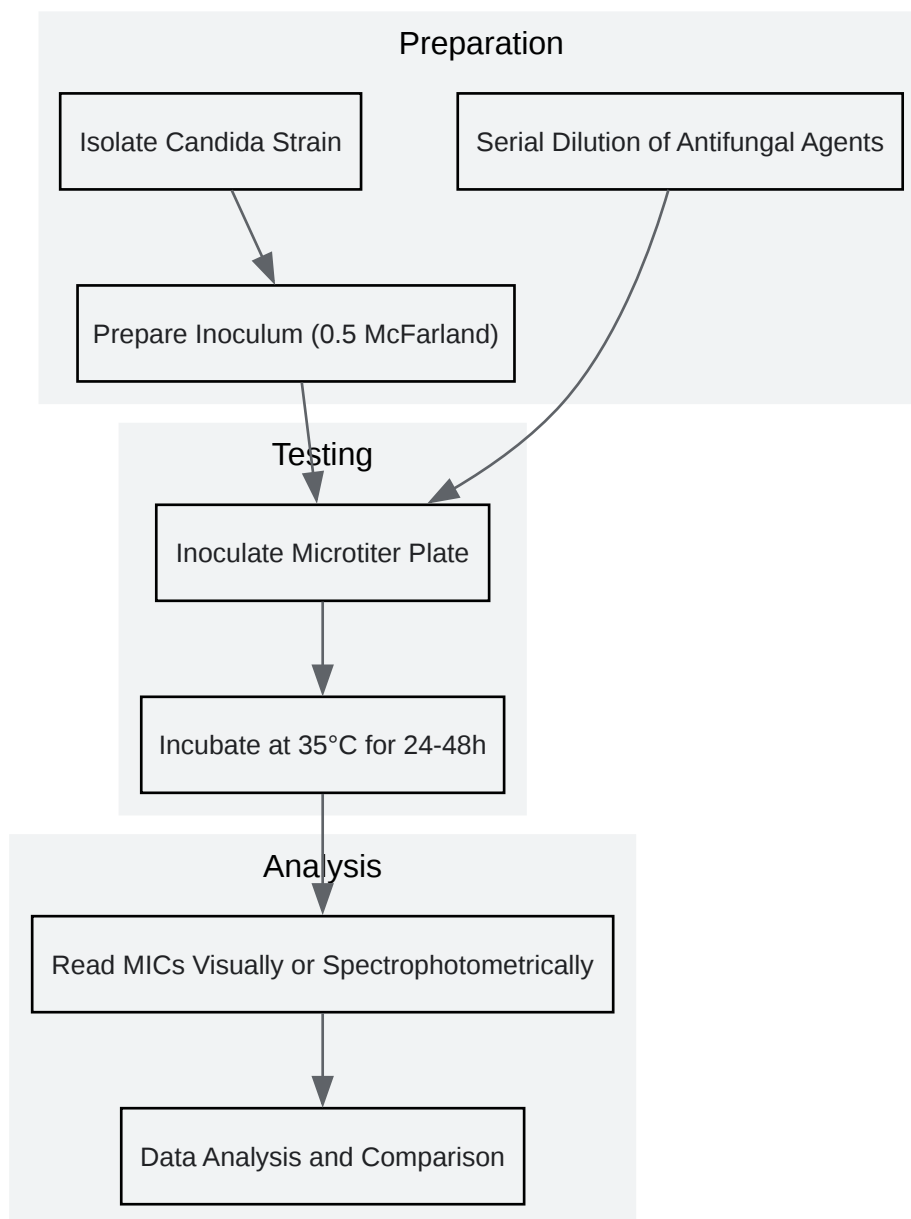 Preparation
Isolate Candida Strain
Serial Dilution of Antifungal Agents
Prepare Inoculum (0.5 McFarland)
Testing
Inoculate Microtiter Plate
Incubate at 35°C for 24-48h
Analysis
Read MICs Visually or Spectrophotometrically
Data Analysis and Comparison